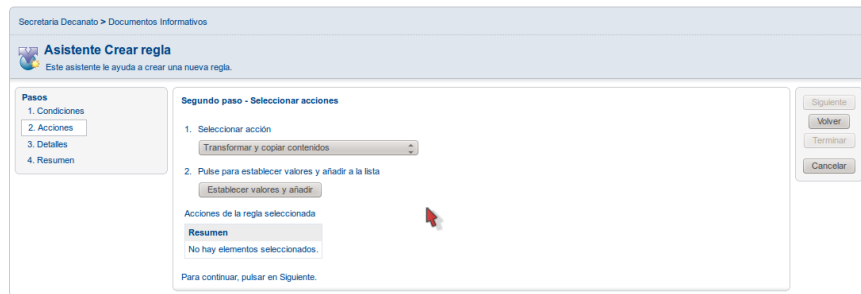 Secretaria Decanato > Documentos Informativos
Asistente Crear regla
Este asistente le ayuda a crear una nueva regla.
Pasos
1. Condiciones
2. Acciones
3. Detalles
4. Resumen
Segundo paso - Seleccionar acciones
1. Seleccionar acción
Transformar y copiar contenidos
2. Pulse para establecer valores y añadir a la lista
Establecer valores y añadir
Acciones de la regla seleccionada
Resumen
No hay elementos seleccionados.
Para continuar, pulsar en Siguiente.
Siguiente
Volver
Terminar
Cancelar